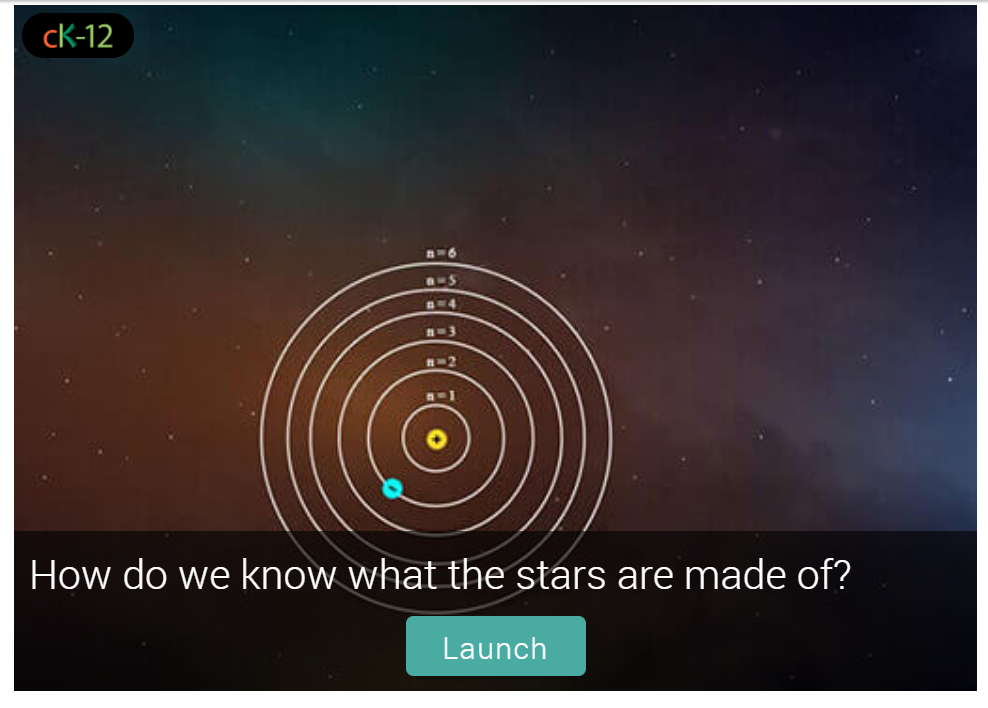 cK-12
n=6
n=5
n=4
n=3
n=2
n=1
+
-
How do we know what the stars are made of?
Launch